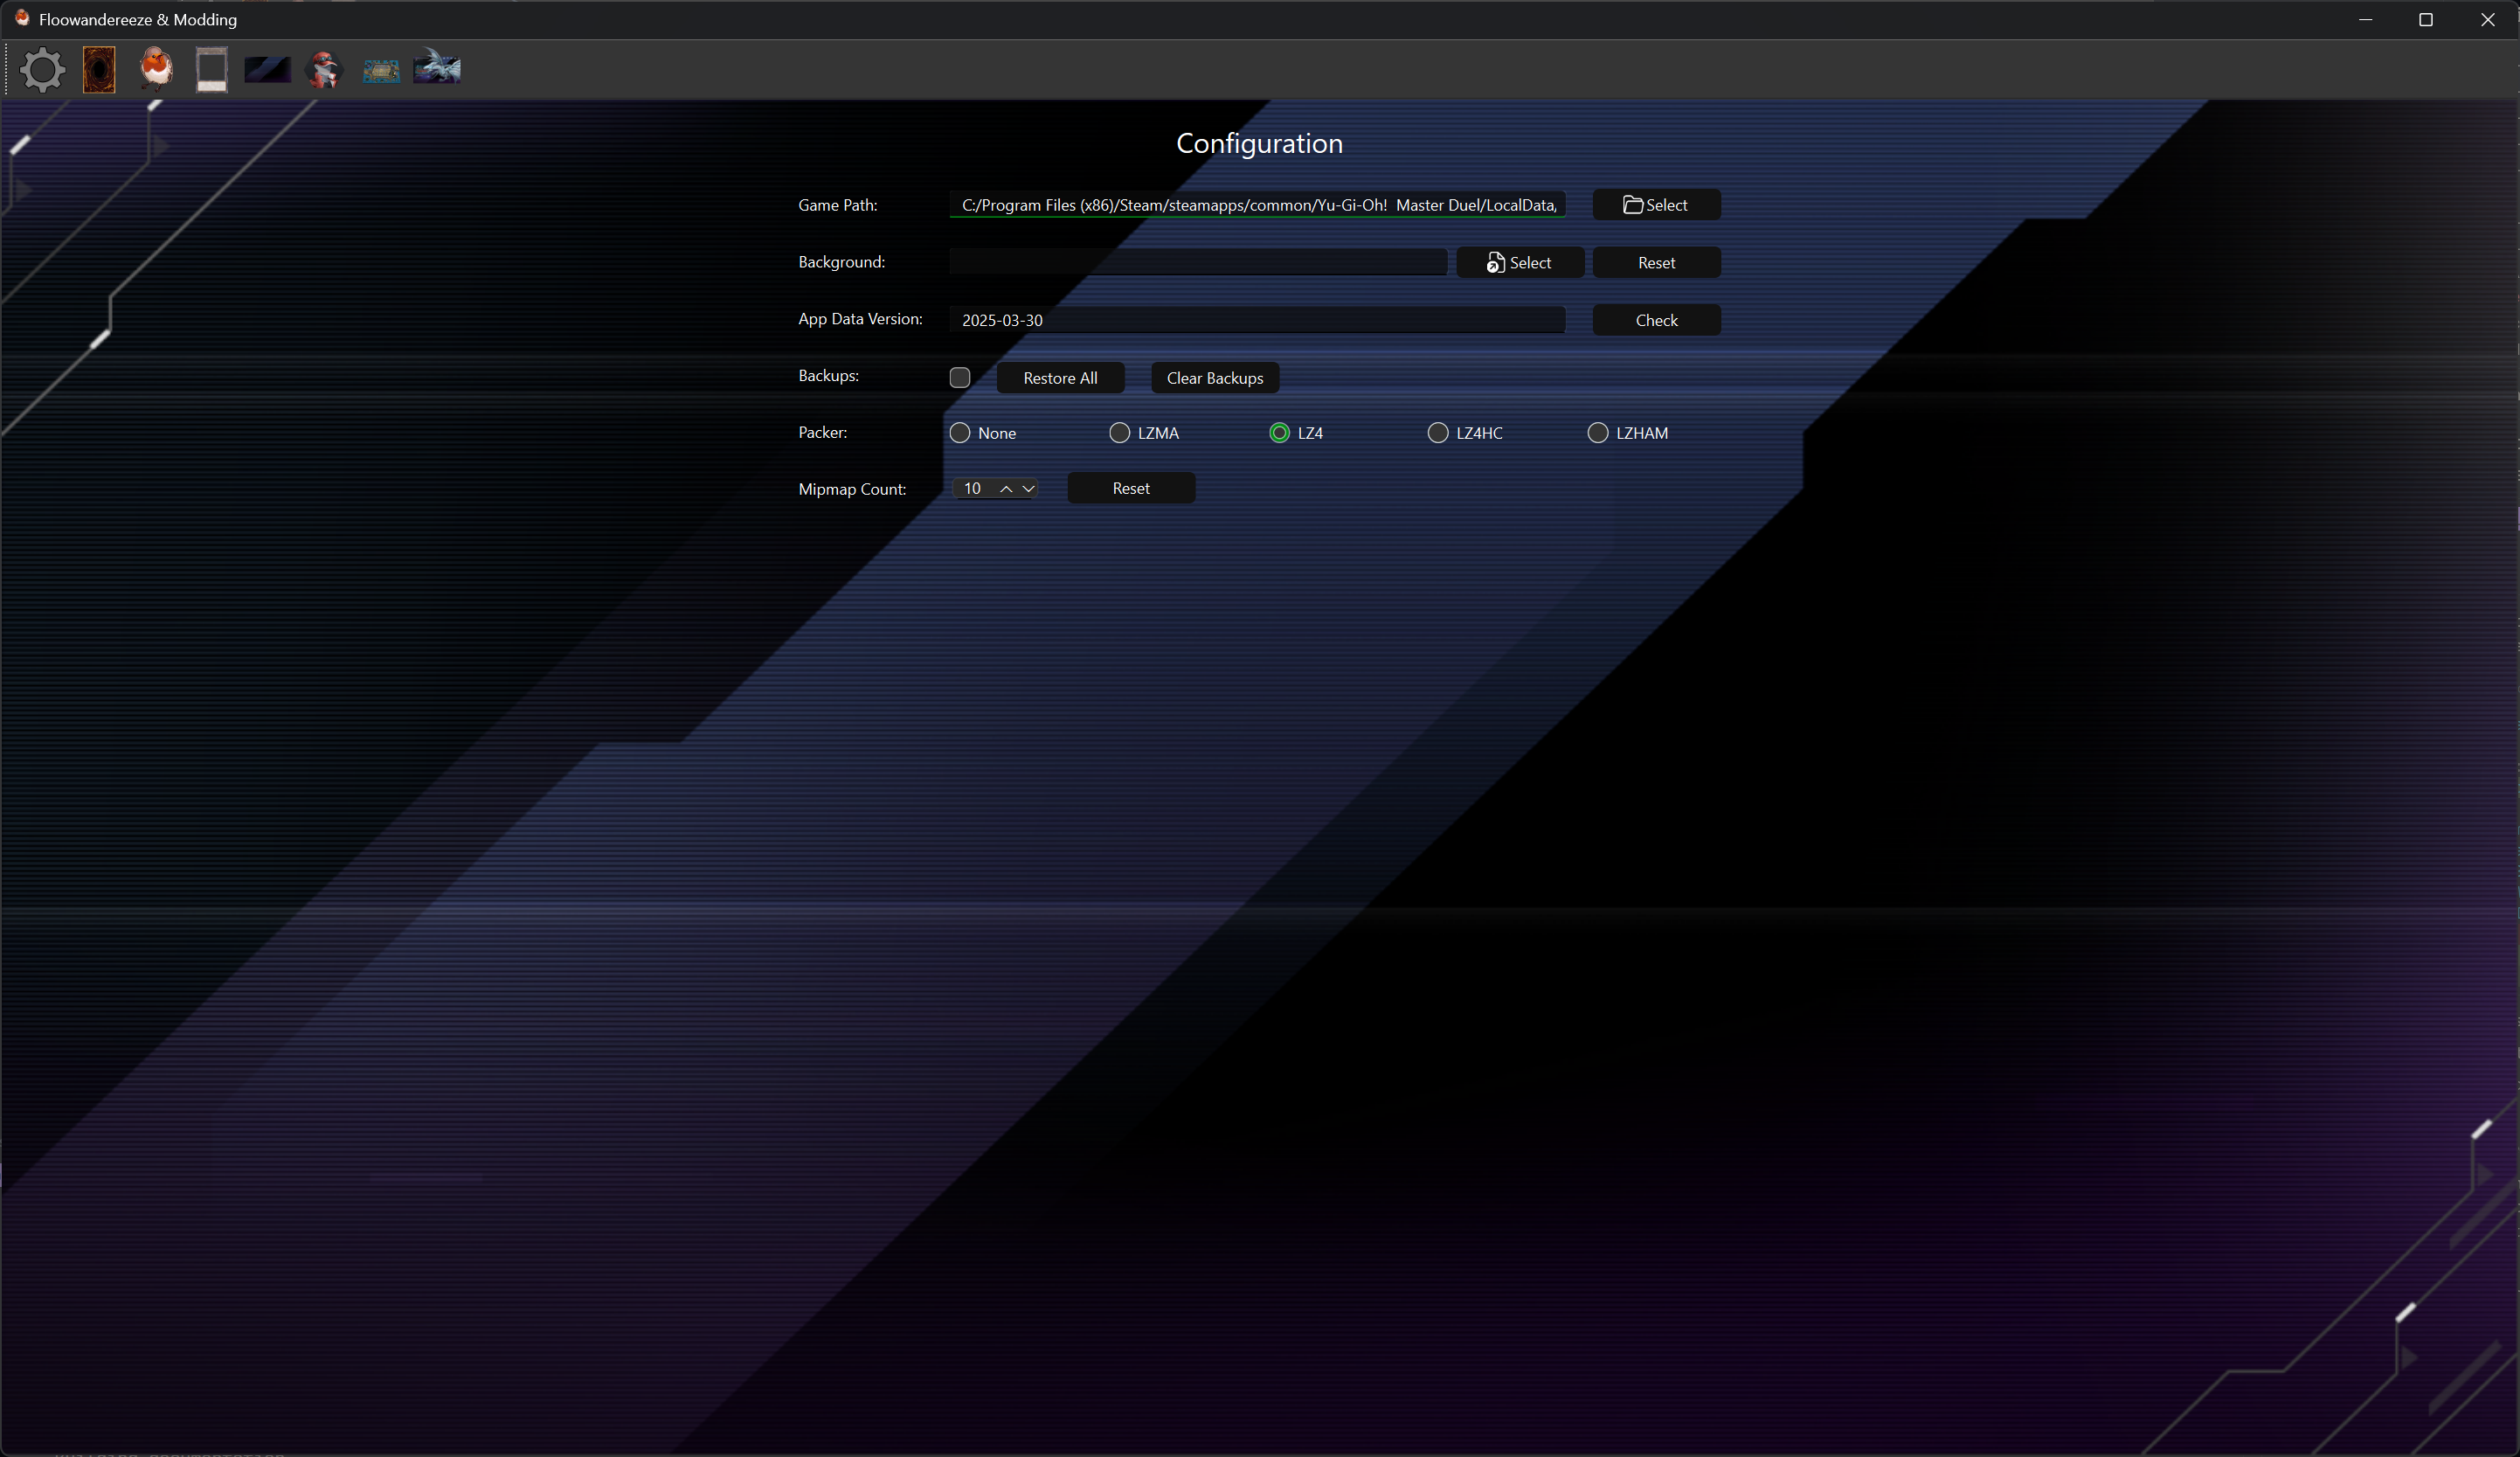 Floowandereeze & Modding
Configuration
Game Path: C:/Program Files (x86)/Steam/steamapps/common/Yu-Gi-Oh!  Master Duel/LocalData, Select
Background: Select Reset
App Data Version: 2025-03-30 Check
Backups: Restore All Clear Backups
Packer: None LZMA LZ4 LZ4HC LZHAM
Mipmap Count: 10 Reset